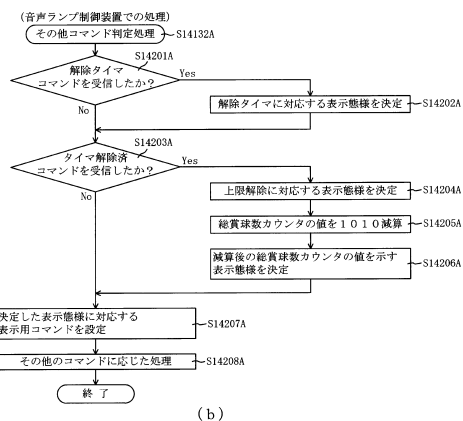 (音声ランプ制御装置での処理)
その他コマンド判定処理 S14132A
S14201A
解除タイマ
コマンドを受信したか？
Yes
No
解除タイマに対応する表示態様を決定 S14202A
S14203A
タイマ解除済
コマンドを受信したか？
Yes
No
上限解除に対応する表示態様を決定 S14204A
総賞球数カウンタの値を１０１０減算 S14205A
減算後の総賞球数カウンタの値を示す
表示態様を決定
S14206A
決定した表示態様に対応する
表示用コマンドを設定
S14207A
その他のコマンドに応じた処理 S14208A
終了
(b)